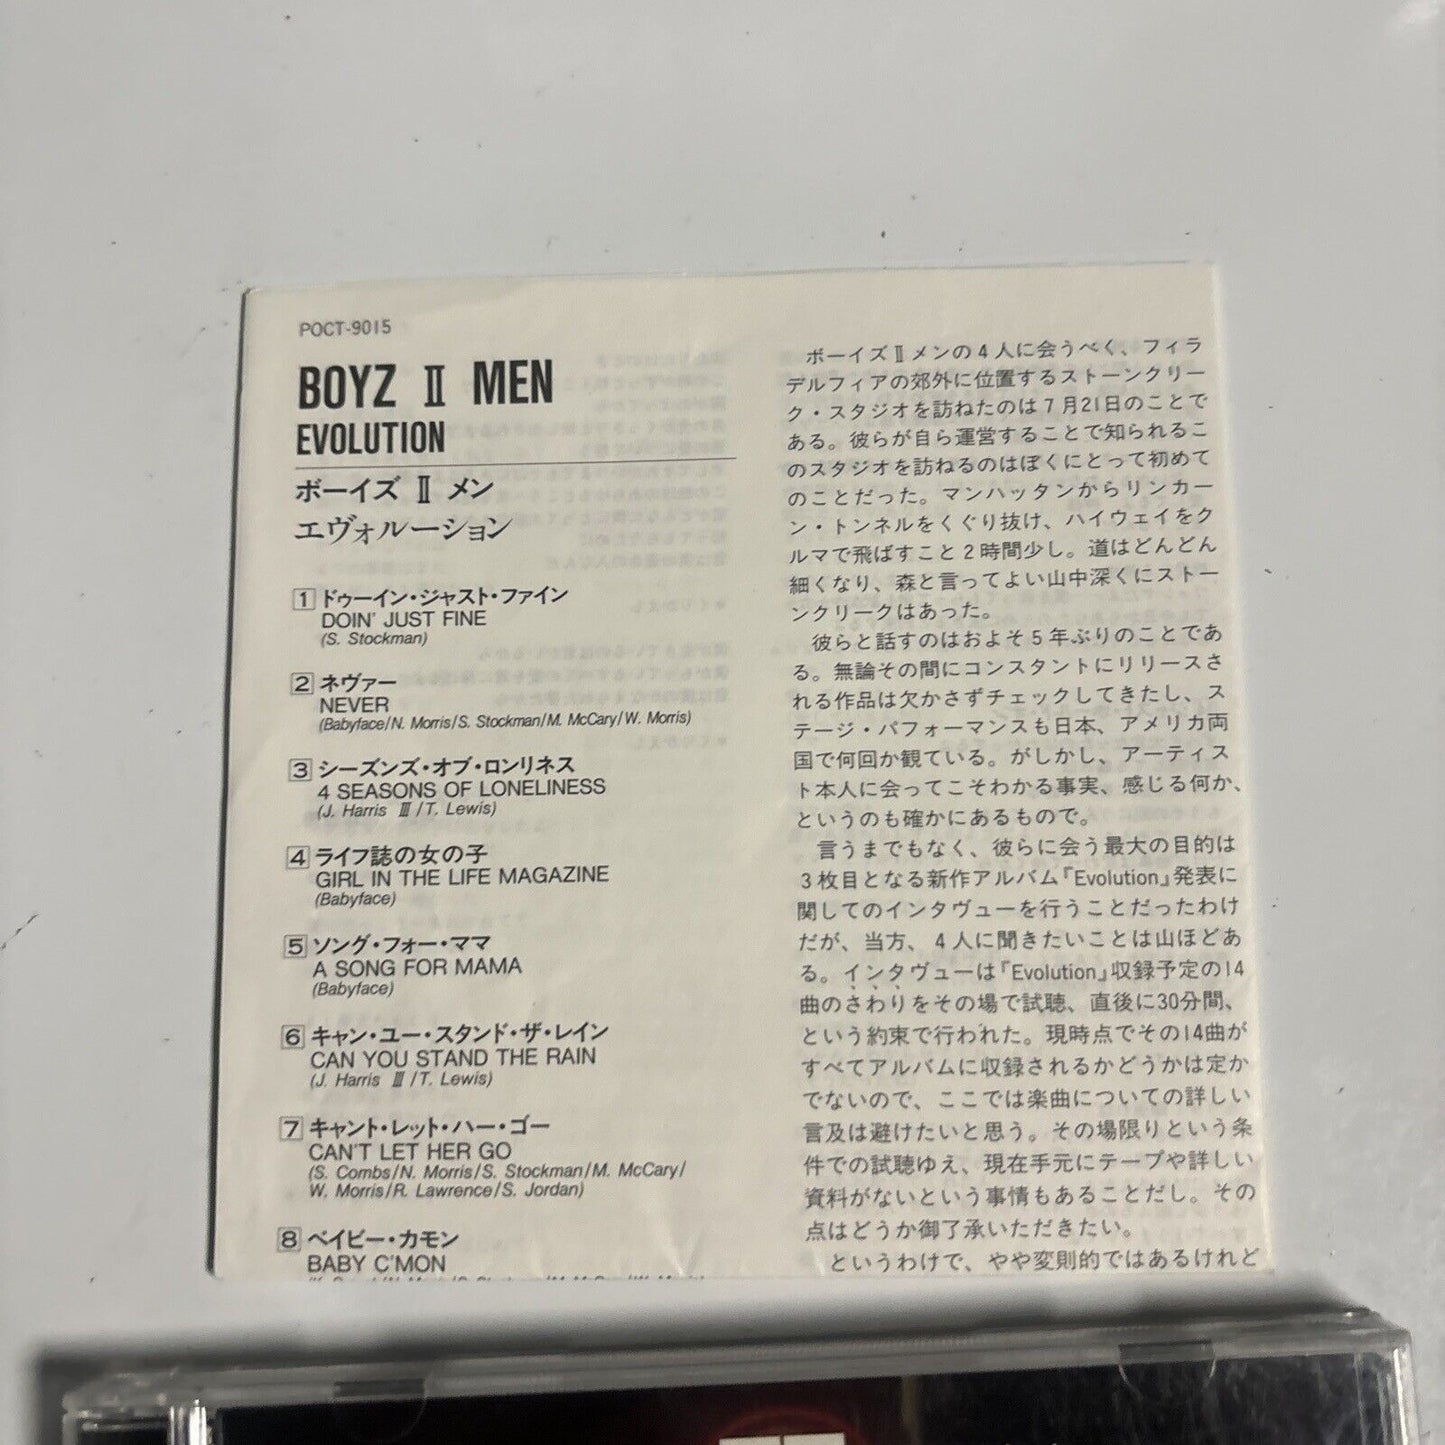 POCT-9015
BOYZ Ⅱ MEN
EVOLUTION
ボーイズ Ⅱ メン
エヴォルーション
1 ドゥーイン・ジャスト・ファイン
DOIN' JUST FINE
(S. Stockman)
2 ネヴァー
NEVER
(Babyface/N. Morris/S. Stockman/M. McCary/W. Morris)
3 シーズンズ・オブ・ロンリネス
4 SEASONS OF LONELINESS
(J. Harris Ⅲ/T. Lewis)
4 ライフ誌の女の子
GIRL IN THE LIFE MAGAZINE
(Babyface)
5 ソング・フォー・ママ
A SONG FOR MAMA
(Babyface)
6 キャン・ユー・スタンド・ザ・レイン
CAN YOU STAND THE RAIN
(J. Harris Ⅲ/T. Lewis)
7 キャント・レット・ハー・ゴー
CAN'T LET HER GO
(S. Combs/N. Morris/S. Stockman/M. McCary/
W. Morris/R. Lawrence/S. Jordan)
8 ベイビー・カモン
BABY C'MON
ボーイズⅡメンの4人に会うべく、フィラ
デルフィアの郊外に位置するストーンクリー
ク・スタジオを訪ねたのは7月21日のことで
ある。彼らが自ら運営することで知られるこ
のスタジオを訪ねるのはぼくにとって初めて
のことだった。マンハッタンからリンカー
ン・トンネルをくぐり抜け、ハイウェイをク
ルマで飛ばすこと2時間少し。道はどんどん
細くなり、森と言ってよい山中深くにストー
ンクリークはあった。
彼らと話すのはおよそ5年ぶりのことであ
る。無論その間にコンスタントにリリースさ
れる作品は欠かさずチェックしてきたし、ス
テージ・パフォーマンスも日本、アメリカ両
国で何回か観ている。がしかし、アーティス
ト本人に会ってこそわかる事実、感じる何か、
というのも確かにあるもので。
言うまでもなく、彼らに会う最大の目的は
3枚目となる新作アルバム『Evolution』発表に
関してのインタヴューを行うことだったわけ
だが、当方、4人に聞きたいことは山ほどあ
る。インタヴューは『Evolution』収録予定の14
曲のさわりをその場で試聴、直後に30分間、
という約束で行われた。現時点でその14曲が
すべてアルバムに収録されるかどうかは定か
でないので、ここでは楽曲についての詳しい
言及は避けたいと思う。その場限りという条
件での試聴ゆえ、現在手元にテープや詳しい
資料がないという事情もあることだし。その
点はどうか御了承いただきたい。
というわけで、やや変則的ではあるけれど